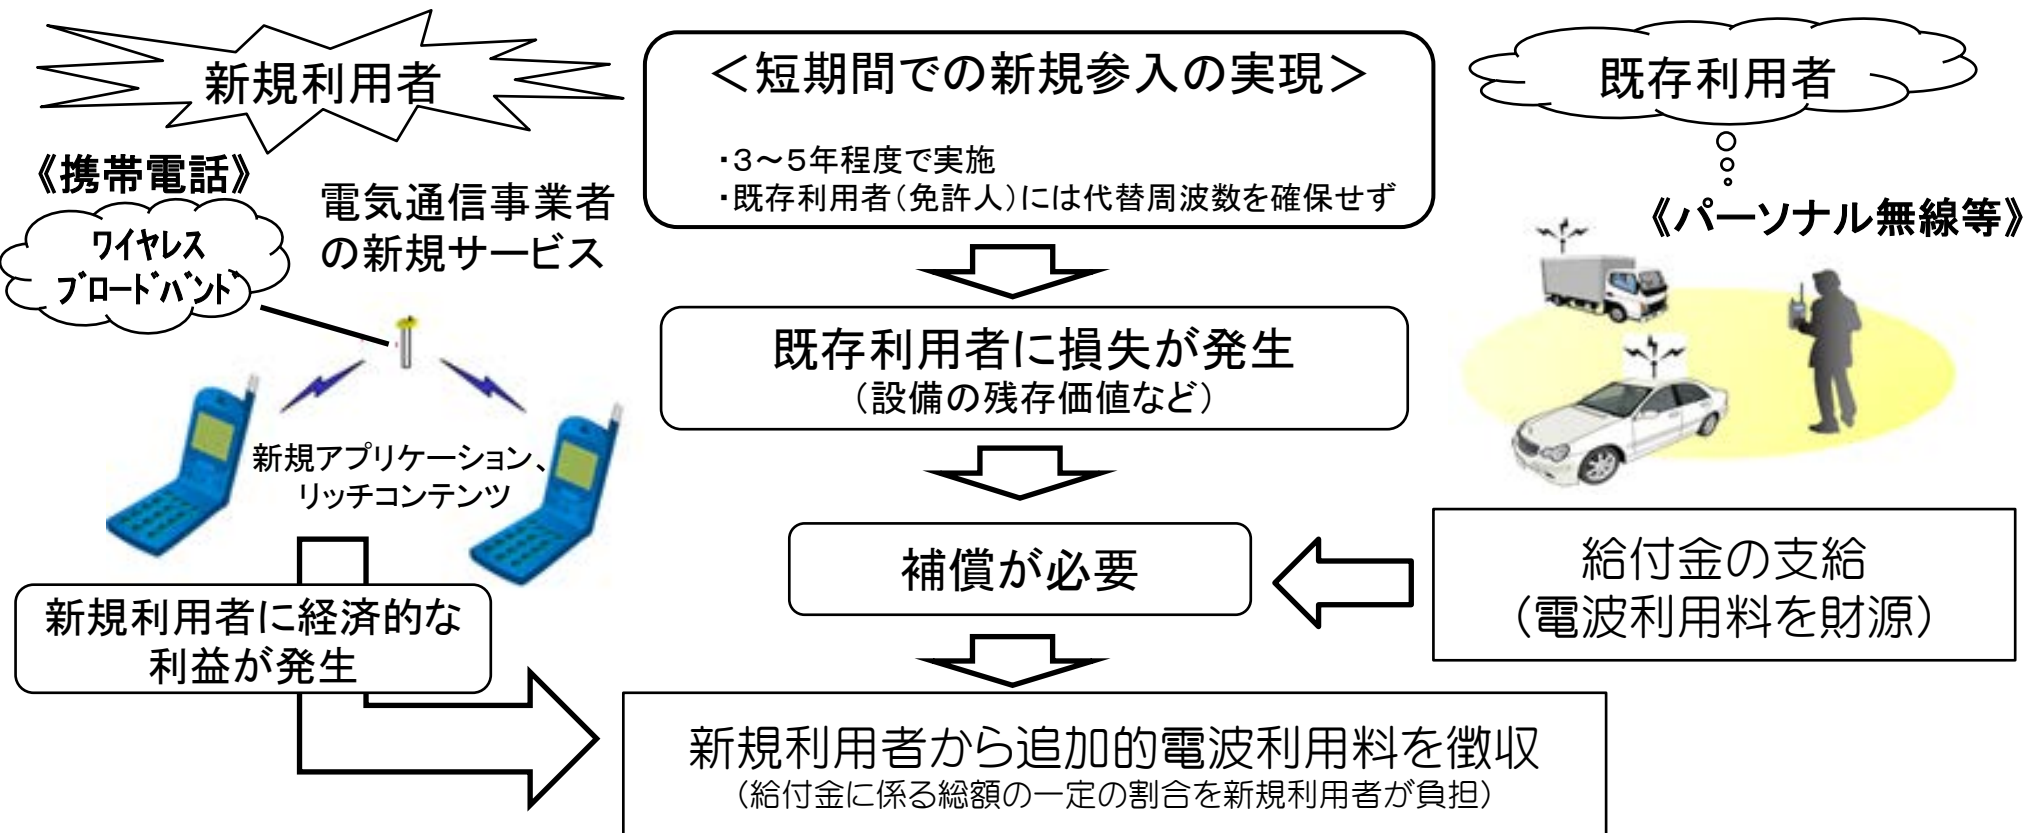 新規利用者
《携帯電話》
ワイヤレス
ブロードバンド
電気通信事業者
の新規サービス
新規アプリケーション、
リッチコンテンツ
新規利用者に経済的な
利益が発生
＜短期間での新規参入の実現＞
・3～5年程度で実施
・既存利用者（免許人）には代替周波数を確保せず
既存利用者に損失が発生
（設備の残存価値など）
補償が必要
既存利用者
《パーソナル無線等》
給付金の支給
（電波利用料を財源）
新規利用者から追加的電波利用料を徴収
（給付金に係る総額の一定の割合を新規利用者が負担）